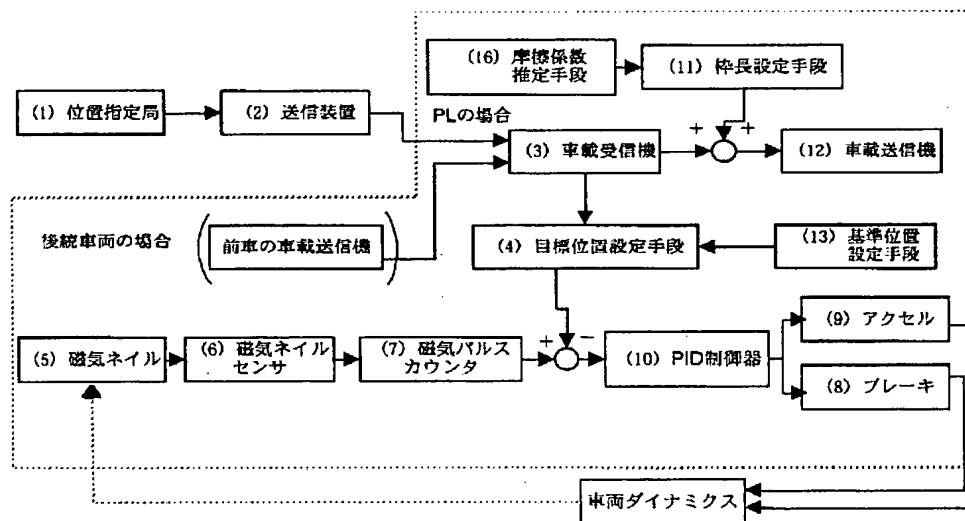 (16) 摩擦係数
推定手段
(11) 枠長設定手段
(1) 位置指定局
(2) 送信装置
PLの場合
(3) 車載受信機
+
+
(12) 車載送信機
後続車両の場合
前車の車載送信機
(4) 目標位置設定手段
(13) 基準位置
設定手段
(5) 磁気ネイル
(6) 磁気ネイル
センサ
(7) 磁気パルス
カウンタ
+
−
(10) PID制御器
(9) アクセル
(8) ブレーキ
車両ダイナミクス